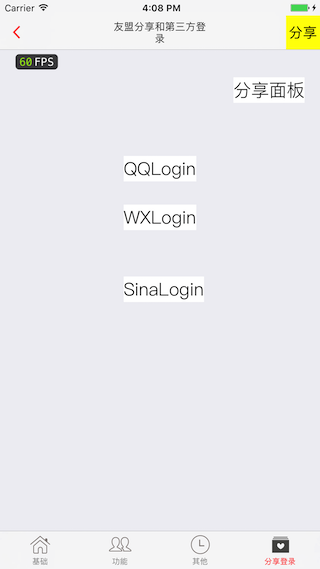 Carrier 4:08 PM
友盟分享和第三方登
录
分享
60 FPS
分享面板
QQLogin
WXLogin
SinaLogin
基础 功能 其他 分享登录